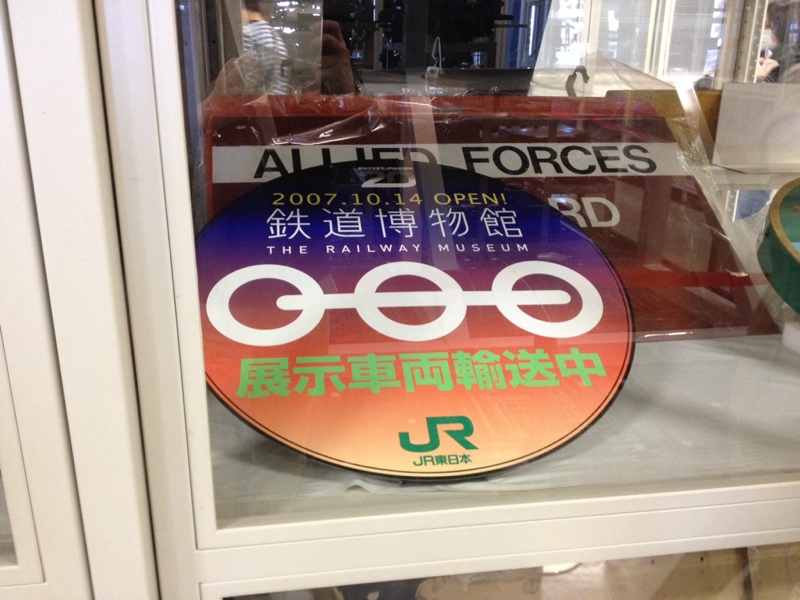 ALLIED FORCES
RD
2007.10.14 OPEN!
鉄道博物館
THE RAILWAY MUSEUM
展示車両輸送中
JR
JR東日本